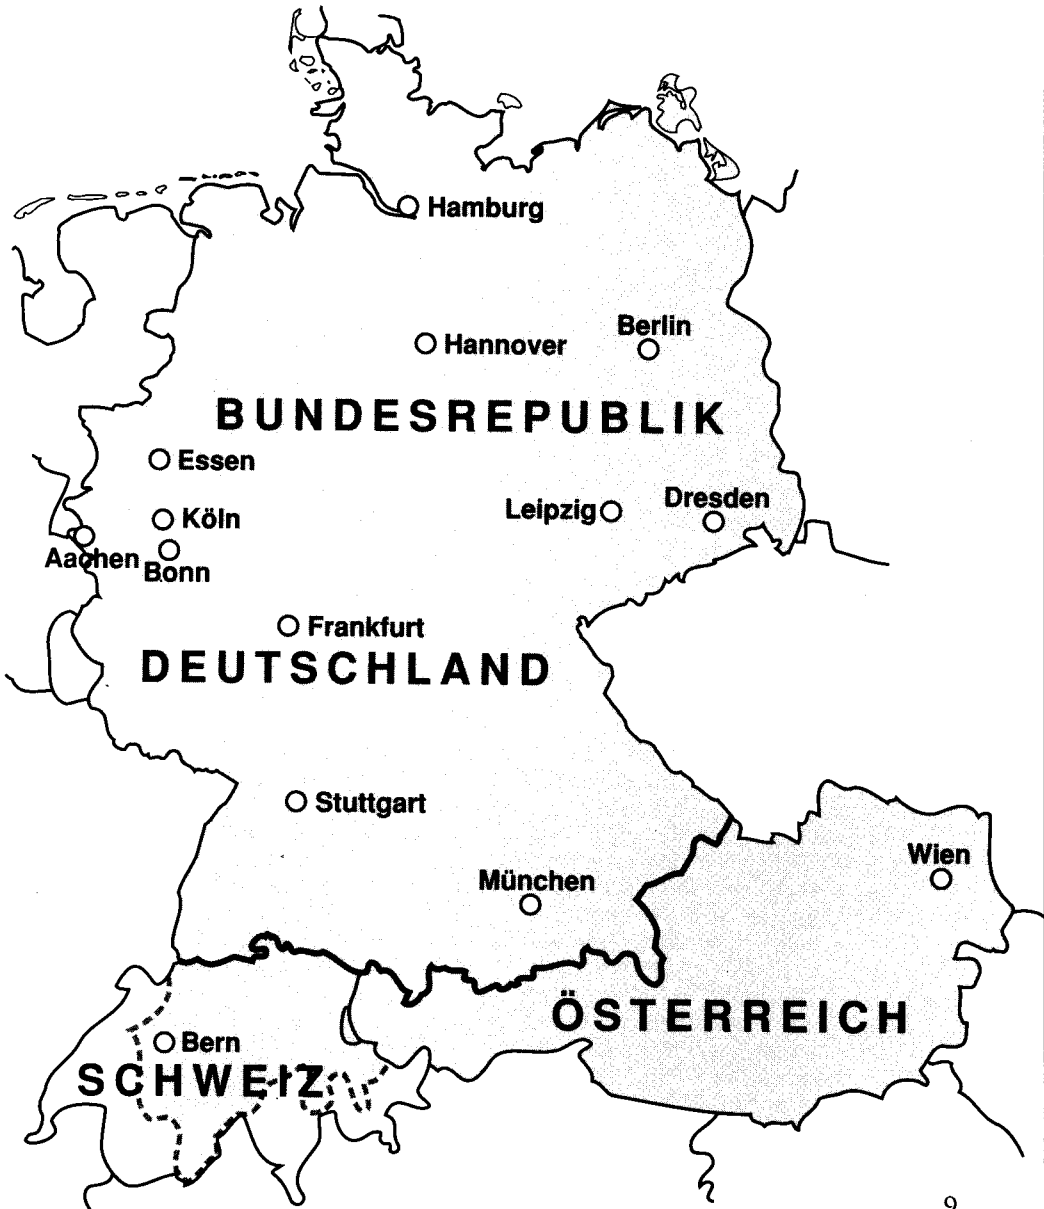 Hamburg
Berlin
Hannover
BUNDESREPUBLIK
Essen
Leipzig
Dresden
Köln
Aachen
Bonn
Frankfurt
DEUTSCHLAND
Stuttgart
Wien
München
ÖSTERREICH
Bern
SCHWEIZ
9